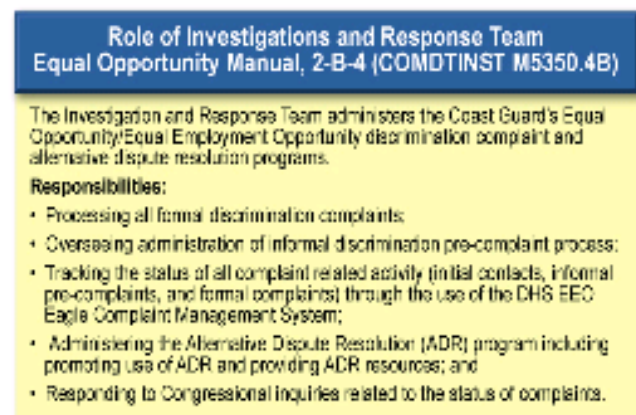 Role of Investigations and Response Team
Equal Opportunity Manual, 2-B-4 (COMDTINST M5350.4B)
The Investigation and Response Team administers the Coast Guard's Equal
Opportunity/Equal Employment Opportunity discrimination complaint and
alternative dispute resolution programs.
Responsibilities:
• Processing all formal discrimination complaints;
• Overseeing administration of informal discrimination pre-complaint process;
• Tracking the status of all complaint related activity (initial contacts, informal
pre-complaints, and formal complaints) through the use of the DHS EEO
Eagle Complaint Management System;
• Administering the Alternative Dispute Resolution (ADR) program including
promoting use of ADR and providing ADR resources; and
• Responding to Congressional inquiries related to the status of complaints.